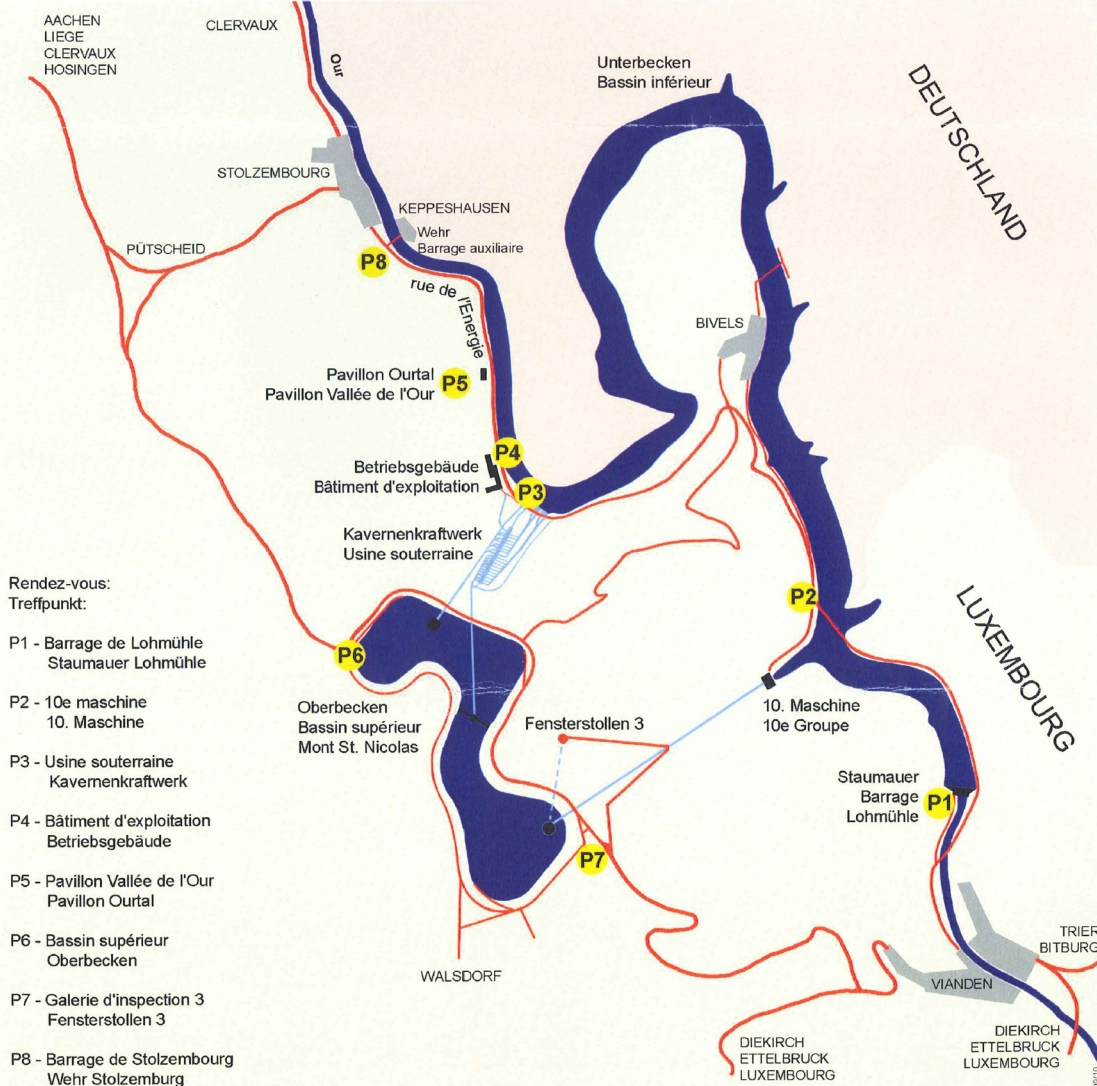 AACHEN
LIEGE
CLERVAUX
HOSINGEN
CLERVAUX
Our
Unterbecken
Bassin inférieur
DEUTSCHLAND
STOLZEMBOURG
KEPPESHAUSEN
Wehr
Barrage auxiliaire
PÜTSCHEID
P8
rue de l'Energie
BIVELS
Pavillon Ourtal
Pavillon Vallée de l'Our
P5
P4
Betriebsgebäude
Bâtiment d'exploitation
P3
Kavernenkraftwerk
Usine souterraine
P2
LUXEMBOURG
P6
Oberbecken
Bassin supérieur
Mont St. Nicolas
Fensterstollen 3
10. Maschine
10e Groupe
Staumauer
Barrage
Lohmühle
P1
P7
WALSDORF
VIANDEN
TRIER
BITBURG
DIEKIRCH
ETTELBRUCK
LUXEMBOURG
DIEKIRCH
ETTELBRUCK
LUXEMBOURG
Rendez-vous:
Treffpunkt:
P1 - Barrage de Lohmühle
Staumauer Lohmühle
P2 - 10e maschine
10. Maschine
P3 - Usine souterraine
Kavernenkraftwerk
P4 - Bâtiment d'exploitation
Betriebsgebäude
P5 - Pavillon Vallée de l'Our
Pavillon Ourtal
P6 - Bassin supérieur
Oberbecken
P7 - Galerie d'inspection 3
Fensterstollen 3
P8 - Barrage de Stolzembourg
Wehr Stolzemburg